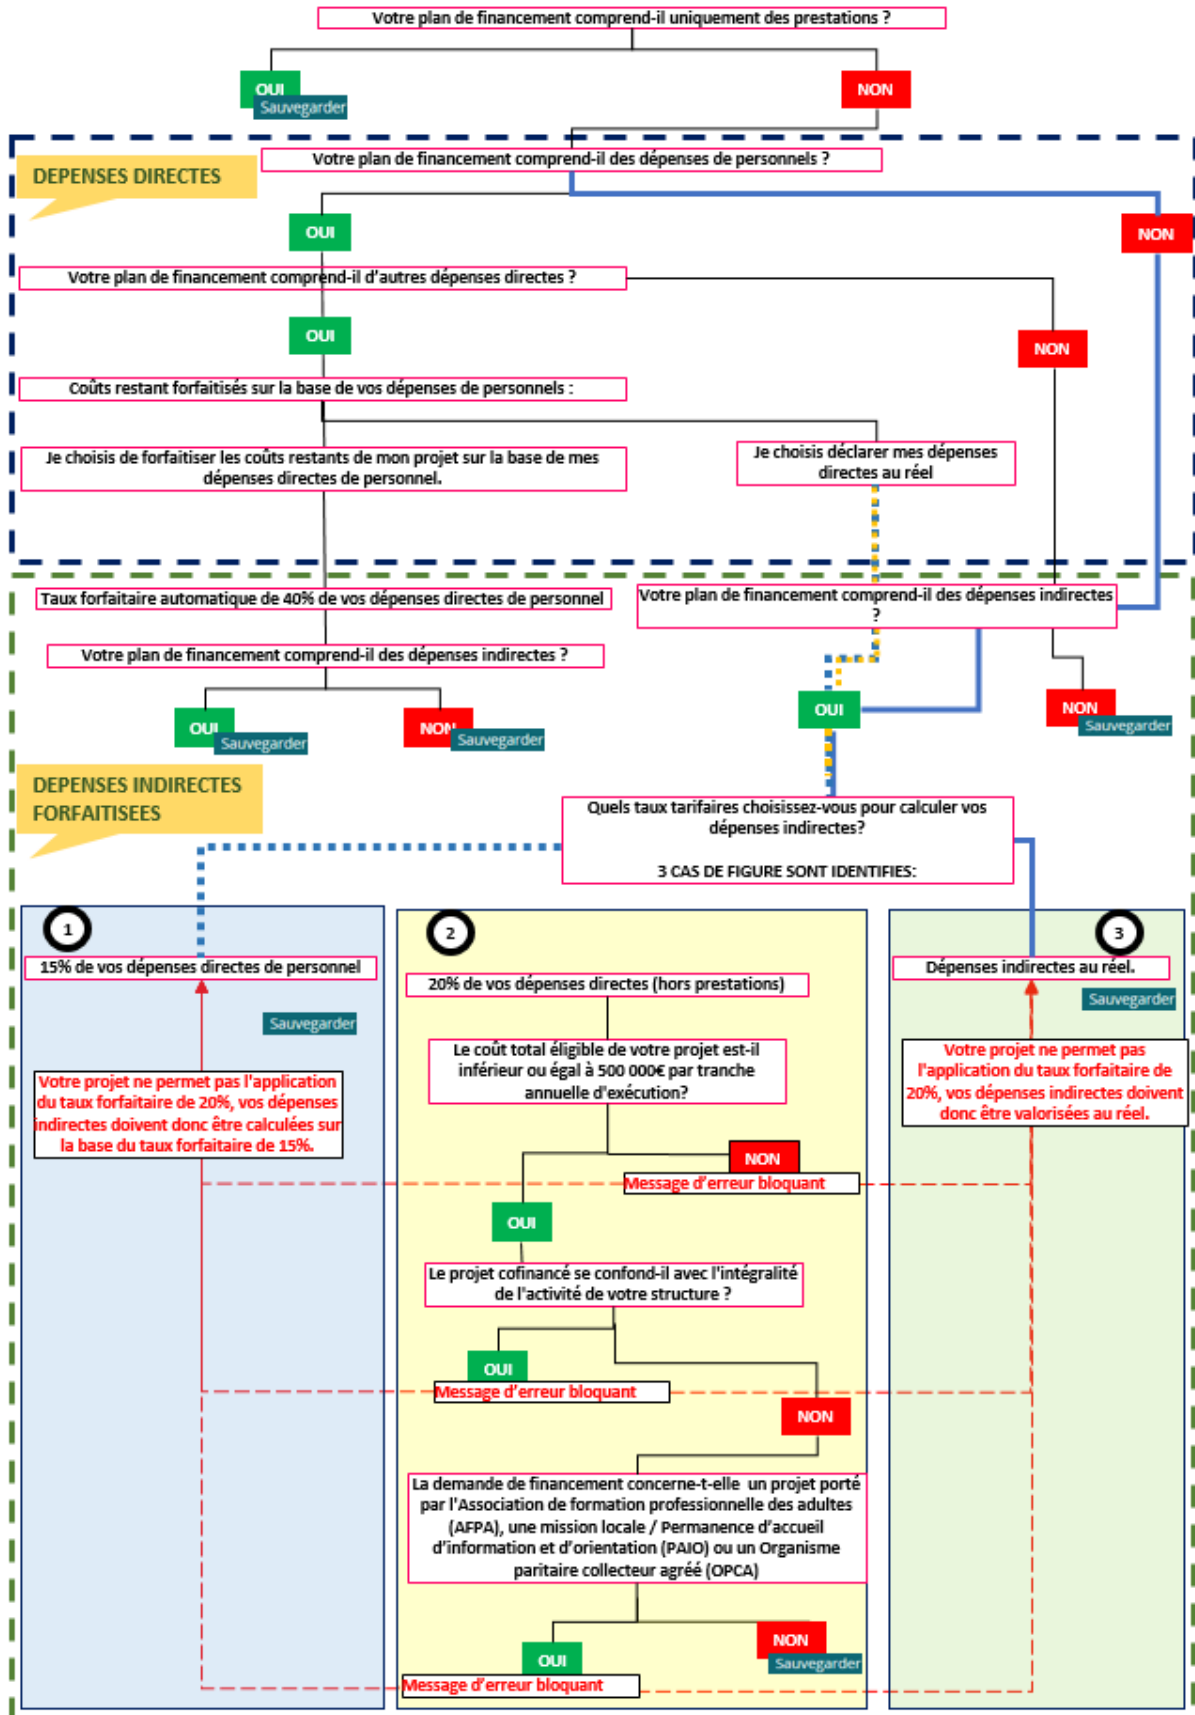 Votre plan de financement comprend-il uniquement des prestations ?
OUI
Sauvegarder
NON
DEPENSES DIRECTES
Votre plan de financement comprend-il des dépenses de personnels ?
OUI
NON
Votre plan de financement comprend-il d'autres dépenses directes ?
OUI
NON
Coûts restant forfaitisés sur la base de vos dépenses de personnels :
Je choisis de forfaitiser les coûts restants de mon projet sur la base de mes
dépenses directes de personnel.
Je choisis déclarer mes dépenses
directes au réel
Taux forfaitaire automatique de 40% de vos dépenses directes de personnel
Votre plan de financement comprend-il des dépenses indirectes
?
Votre plan de financement comprend-il des dépenses indirectes ?
OUI
Sauvegarder
NON
Sauvegarder
OUI
NON
Sauvegarder
DEPENSES INDIRECTES
FORFAITISEES
Quels taux tarifaires choisissez-vous pour calculer vos
dépenses indirectes?
3 CAS DE FIGURE SONT IDENTIFIES:
1
15% de vos dépenses directes de personnel
Sauvegarder
Votre projet ne permet pas l'application
du taux forfaitaire de 20%, vos dépenses
indirectes doivent donc être calculées sur
la base du taux forfaitaire de 15%.
2
20% de vos dépenses directes (hors prestations)
Le coût total éligible de votre projet est-il
inférieur ou égal à 500 000€ par tranche
annuelle d'exécution?
NON
Message d'erreur bloquant
OUI
Le projet cofinancé se confond-il avec l'intégralité
de l'activité de votre structure ?
OUI
Message d'erreur bloquant
NON
La demande de financement concerne-t-elle  un projet porté
par l'Association de formation professionnelle des adultes
(AFPA), une mission locale / Permanence d'accueil
d'information et d'orientation (PAIO) ou un Organisme
paritaire collecteur agréé (OPCA)
OUI
Message d'erreur bloquant
NON
Sauvegarder
3
Dépenses indirectes au réel.
Sauvegarder
Votre projet ne permet pas
l'application du taux forfaitaire de
20%, vos dépenses indirectes doivent
donc être valorisées au réel.